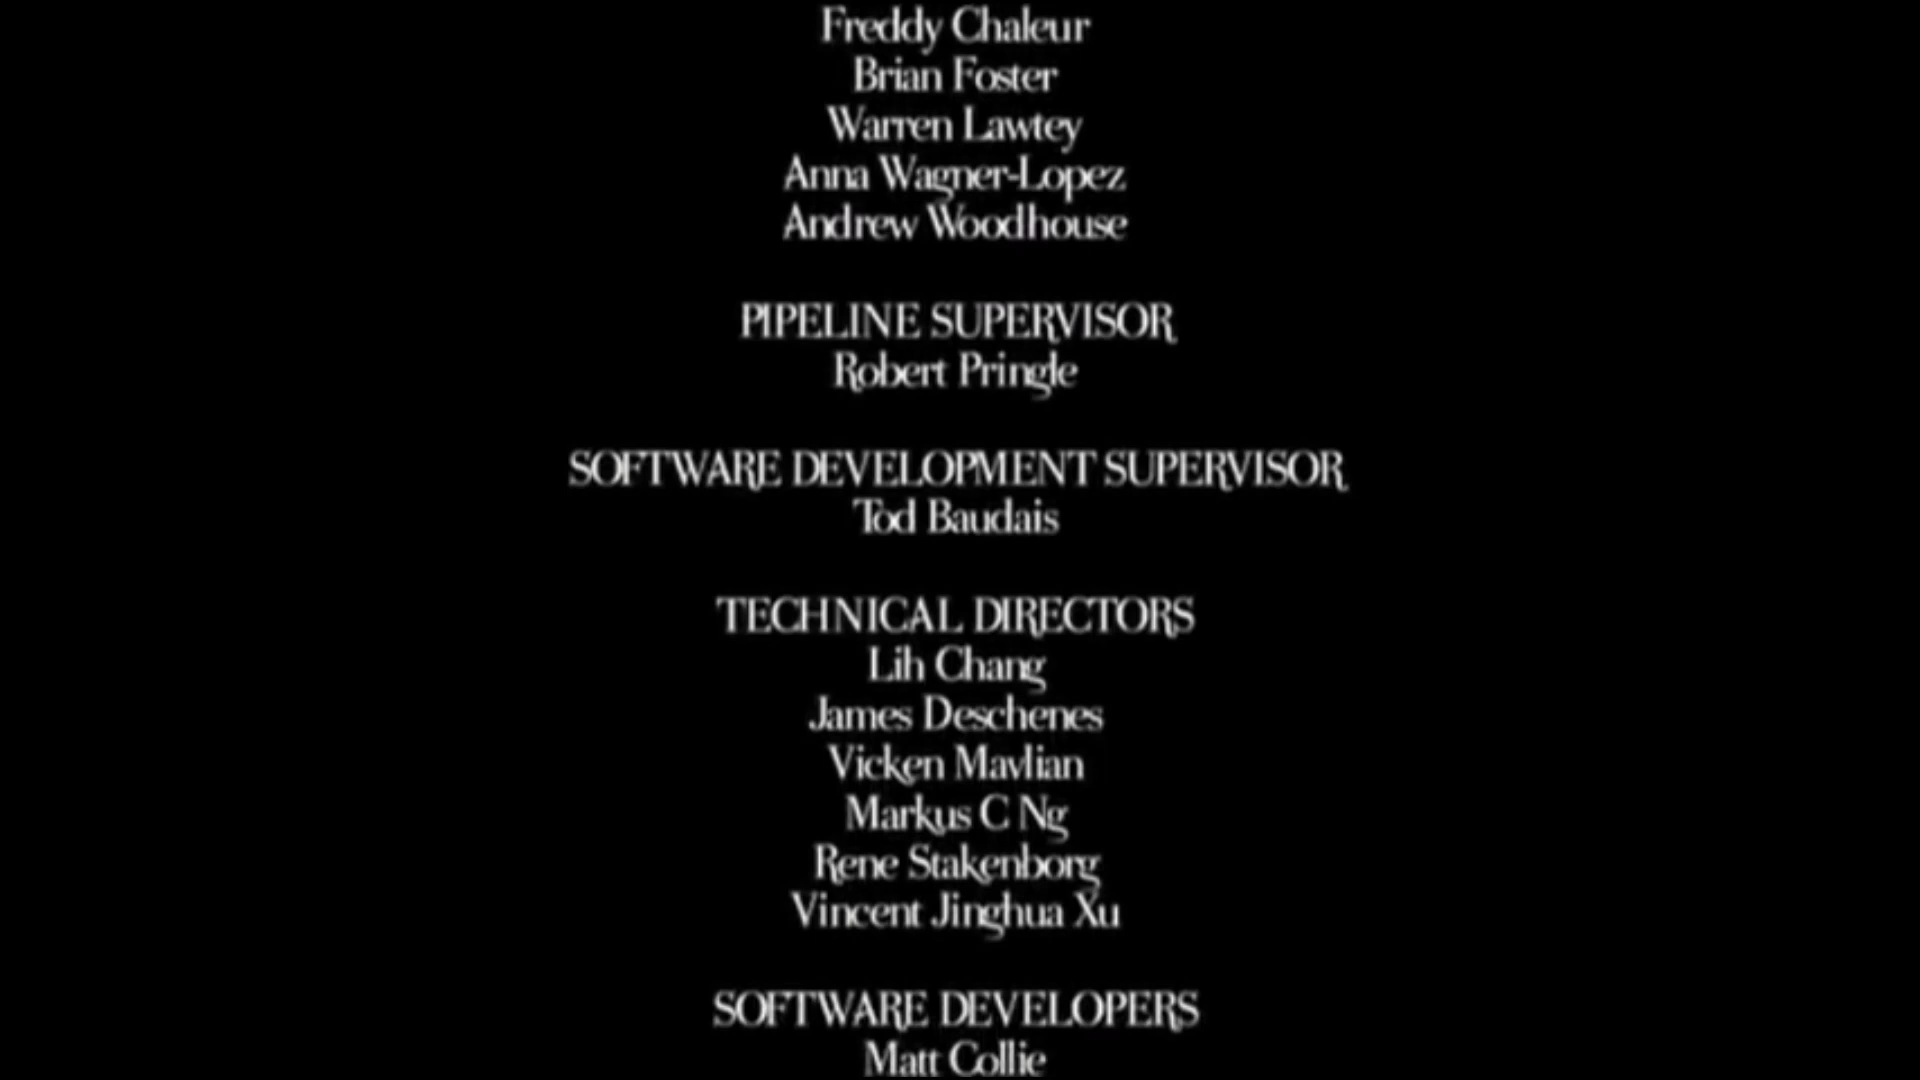 Freddy Chaleur
Brian Foster
Warren Lawtey
Anna Wagner-Lopez
Andrew Woodhouse
PIPELINE SUPERVISOR
Robert Pringle
SOFTWARE DEVELOPMENT SUPERVISOR
Tod Baudais
TECHNICAL DIRECTORS
Lih Chang
James Deschenes
Vicken Mavlian
Markus C Ng
Rene Stakenborg
Vincent Jinghua Xu
SOFTWARE DEVELOPERS
Matt Collie